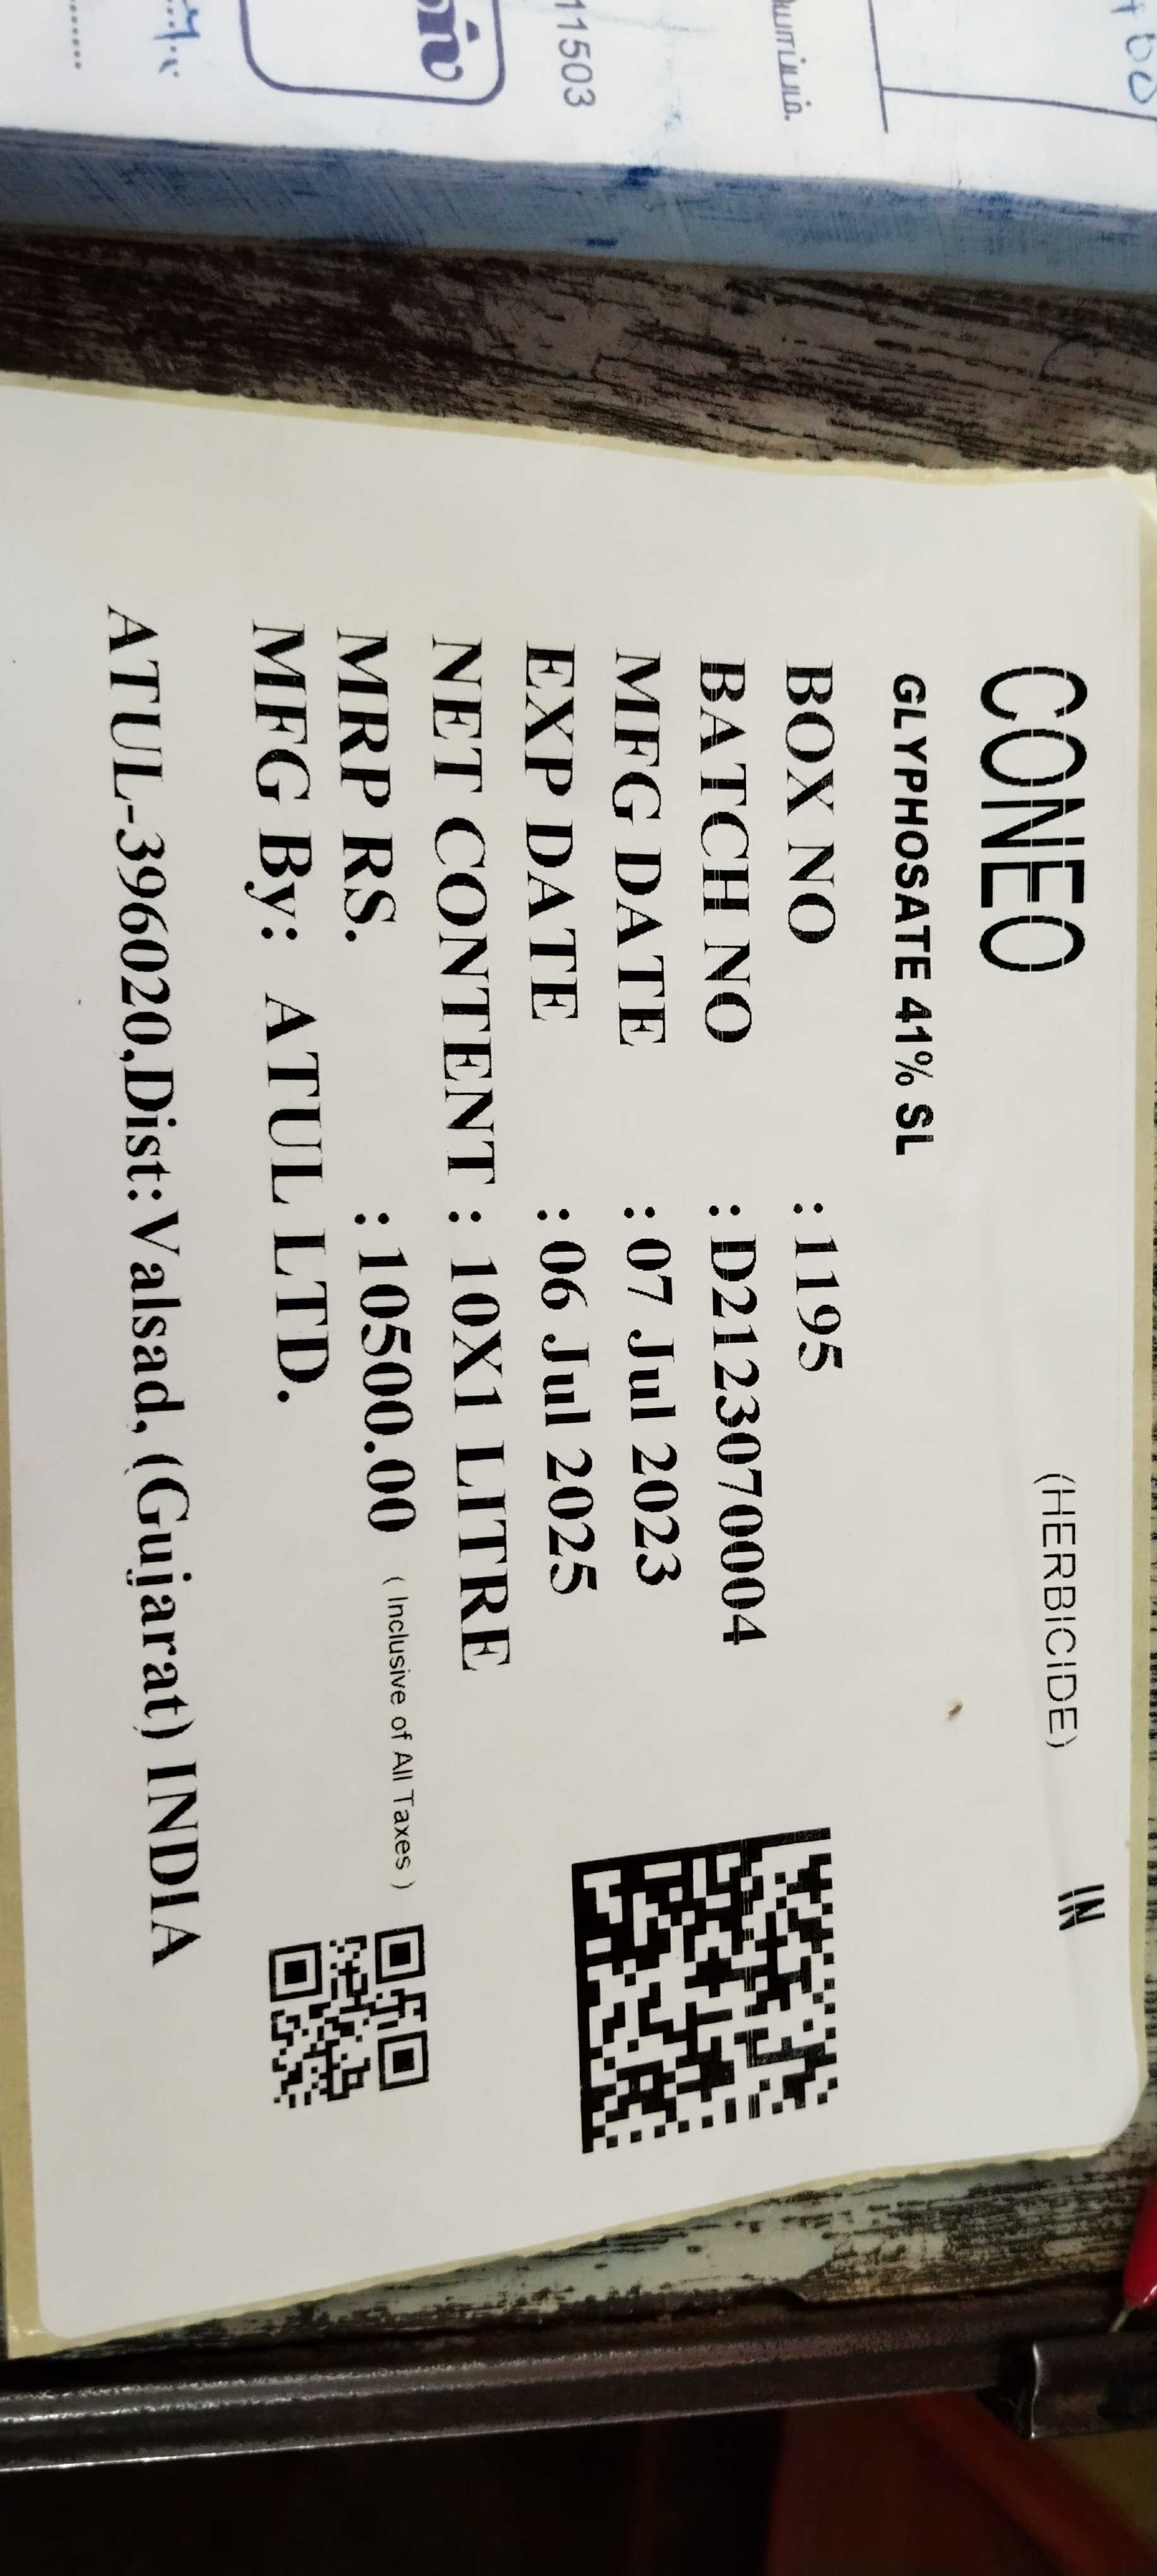 CONEO (HERBICIDE) IN
GLYPHOSATE 41% SL
BOX NO : 1195
BATCH NO : D2123070004
MFG DATE : 07 Jul 2023
EXP DATE : 06 Jul 2025
NET CONTENT : 10X1 LITRE
MRP RS. : 10500.00 ( Inclusive of All Taxes )
MFG By: ATUL LTD.
ATUL-396020,Dist:Valsad, (Gujarat) INDIA
11503